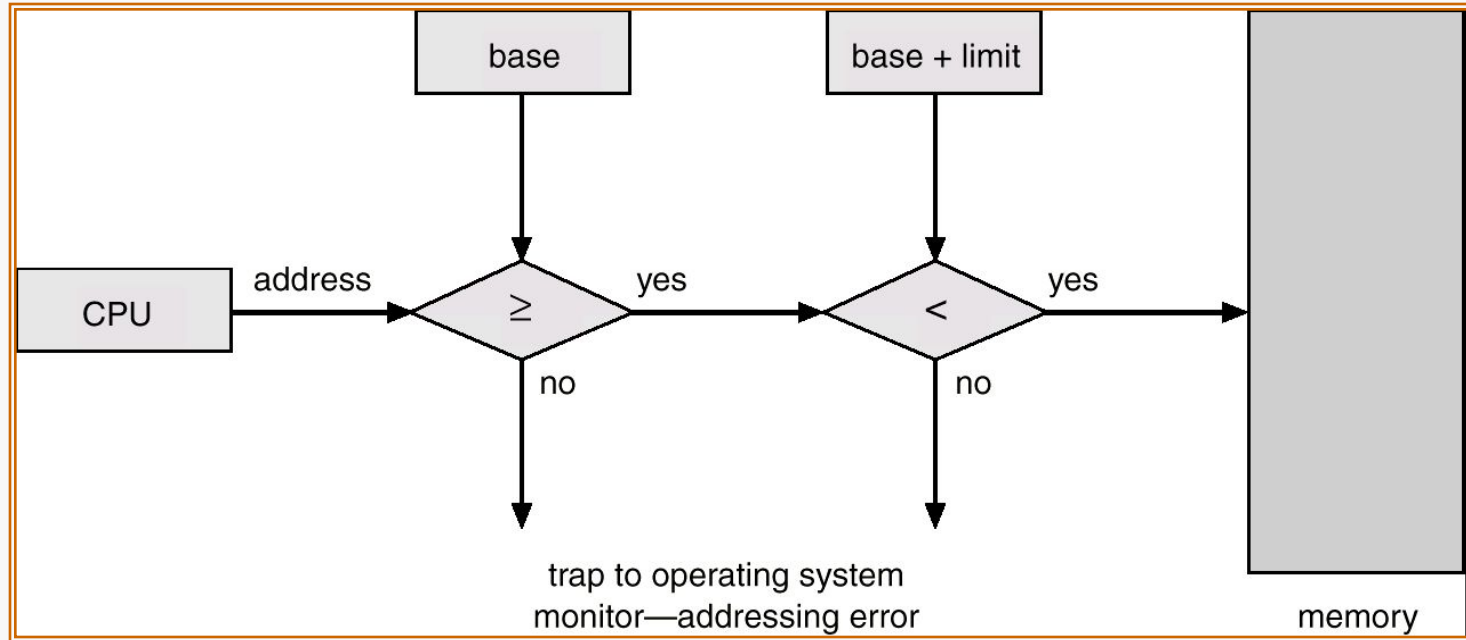 base
base + limit
CPU
address
≥
yes
<
yes
no
no
trap to operating system
monitor—addressing error
memory